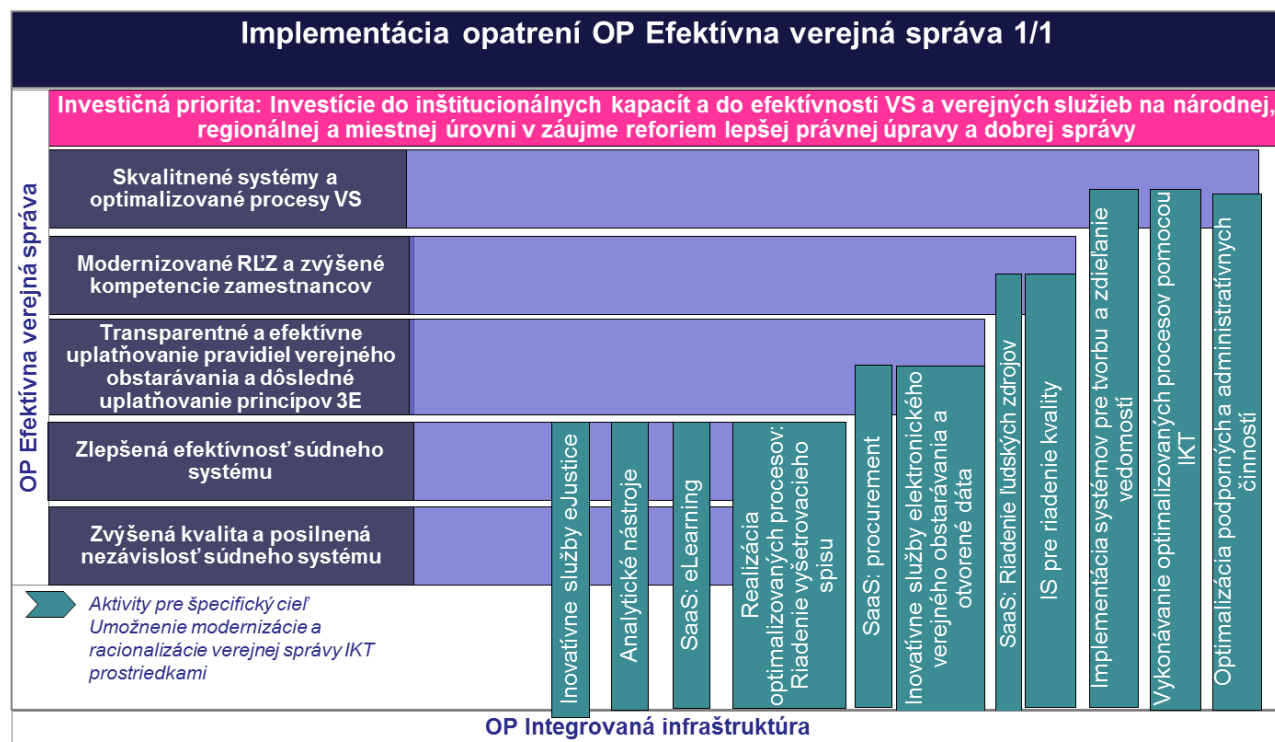 Implementácia opatrení OP Efektívna verejná správa 1/1
OP Efektívna verejná správa
Investičná priorita: Investície do inštitucionálnych kapacít a do efektívnosti VS a verejných služieb na národnej,
regionálnej a miestnej úrovni v záujme reforiem lepšej právnej úpravy a dobrej správy
Skvalitnené systémy a
optimalizované procesy VS
Modernizované RĽZ a zvýšené
kompetencie zamestnancov
Transparentné a efektívne
uplatňovanie pravidiel verejného
obstarávania a dôsledné
uplatňovanie princípov 3E
Zlepšená efektívnosť súdneho
systému
Zvýšená kvalita a posilnená
nezávislosť súdneho systému
Inovatívne služby eJustice
Analytické nástroje
SaaS: eLearning
Realizácia
optimalizovaných procesov:
Riadenie vyšetrovacieho
spisu
SaaS: procurement
Inovatívne služby elektronického
verejného obstarávania a
otvorené dáta
SaaS: Riadenie ľudských zdrojov
IS pre riadenie kvality
Implementácia systémov pre tvorbu a zdieľanie
vedomostí
Vykonávanie optimalizovaných procesov pomocou
IKT
Optimalizácia podporných a administratívnych
činností
Aktivity pre špecifický cieľ
Umožnenie modernizácie a
racionalizácie verejnej správy IKT
prostriedkami
OP Integrovaná infraštruktúra